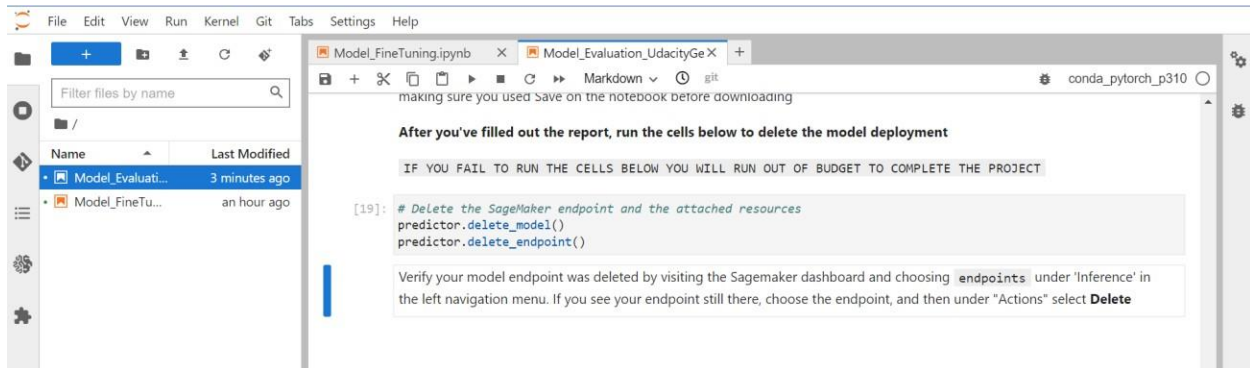 File Edit View Run Kernel Git Tabs Settings Help
Model_FineTuning.ipynb
Model_Evaluation_UdacityGe
Markdown
git
conda_pytorch_p310
Filter files by name
/
Name Last Modified
Model_Evaluati... 3 minutes ago
Model_FineTu... an hour ago
making sure you used Save on the notebook before downloading
After you've filled out the report, run the cells below to delete the model deployment
IF YOU FAIL TO RUN THE CELLS BELOW YOU WILL RUN OUT OF BUDGET TO COMPLETE THE PROJECT
[19]: # Delete the SageMaker endpoint and the attached resources
predictor.delete_model()
predictor.delete_endpoint()
Verify your model endpoint was deleted by visiting the Sagemaker dashboard and choosing endpoints under 'Inference' in
the left navigation menu. If you see your endpoint still there, choose the endpoint, and then under "Actions" select Delete